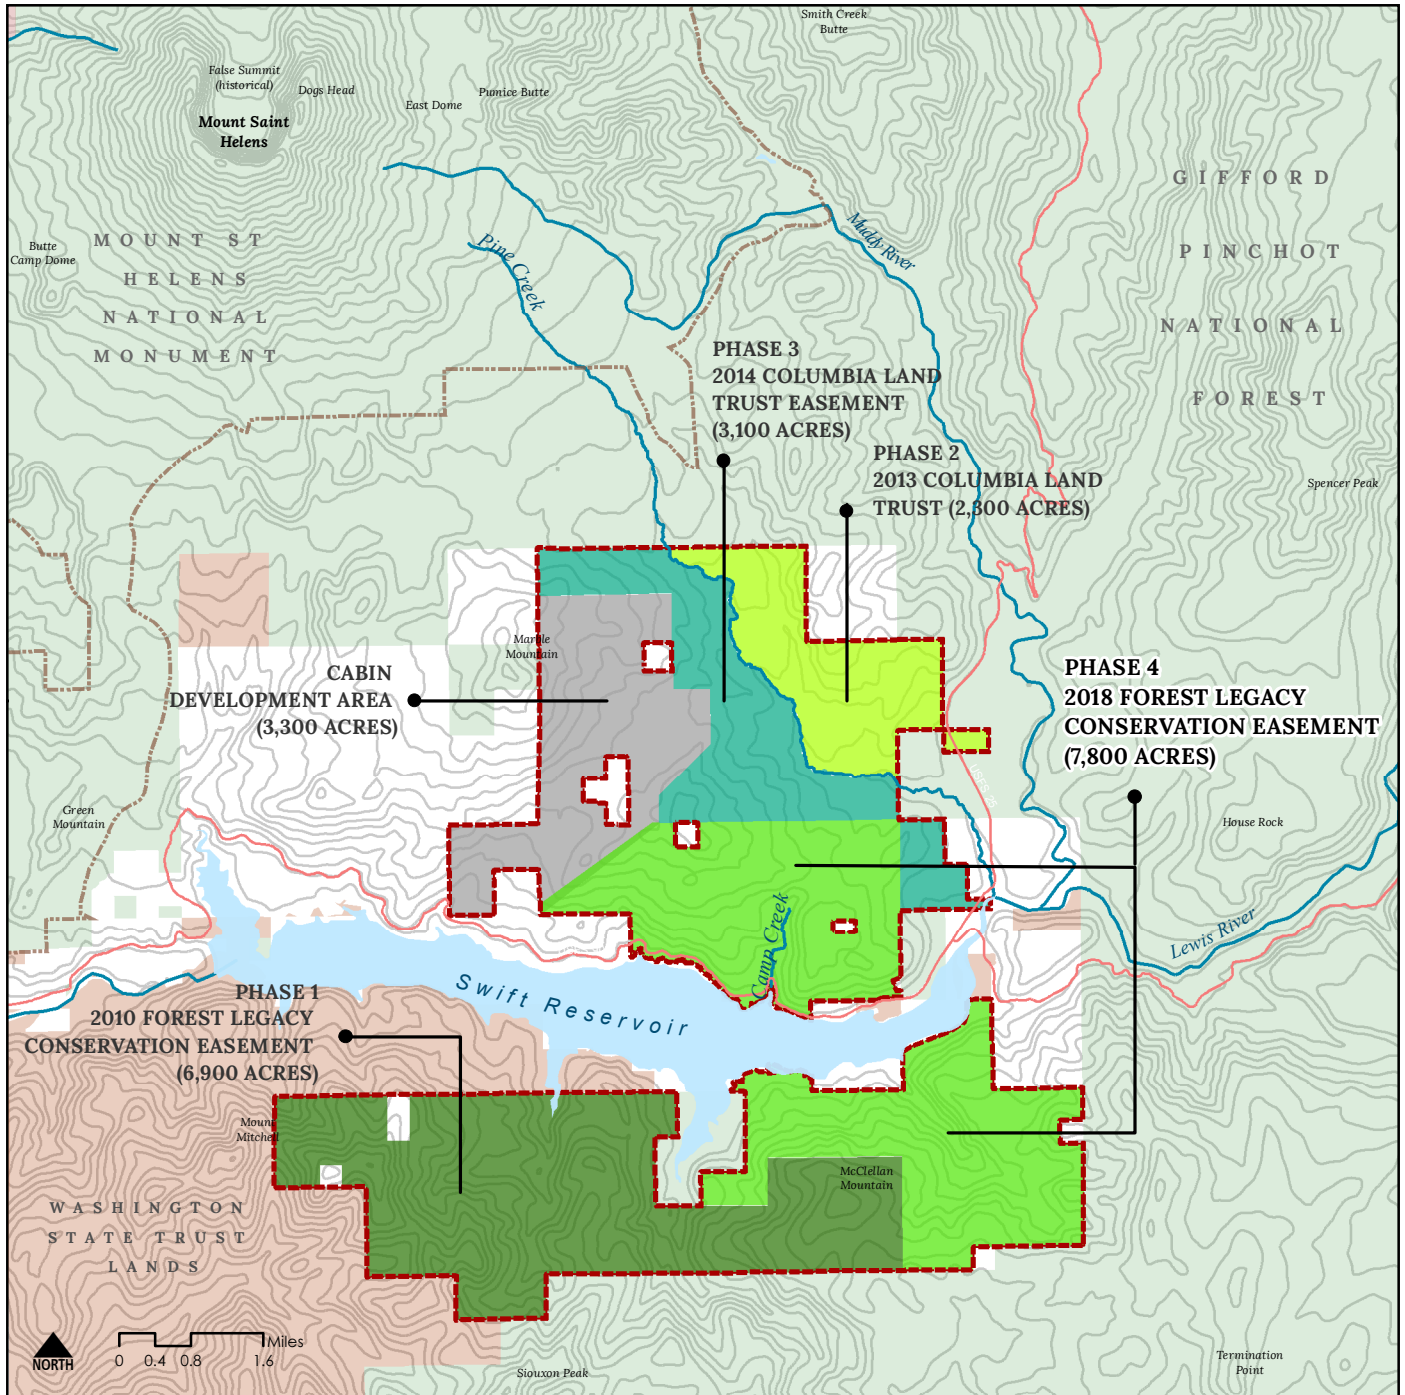 Smith Creek
Butte
False Summit
(historical)
Dogs Head
East Dome
Pumice Butte
Mount Saint
Helens
GIFFORD
PINCHOT
NATIONAL
FOREST
Butte
Camp Dome
MOUNT ST
HELENS
NATIONAL
MONUMENT
Pine Creek
Muddy River
PHASE 3
2014 COLUMBIA LAND
TRUST EASEMENT
(3,100 ACRES)
PHASE 2
2013 COLUMBIA LAND
TRUST (2,300 ACRES)
Spencer Peak
Marble
Mountain
CABIN
DEVELOPMENT AREA
(3,300 ACRES)
PHASE 4
2018 FOREST LEGACY
CONSERVATION EASEMENT
(7,800 ACRES)
USFS 25
Green
Mountain
House Rock
Camp Creek
Lewis River
Swift Reservoir
PHASE 1
2010 FOREST LEGACY
CONSERVATION EASEMENT
(6,900 ACRES)
Mount
Mitchell
McClellan
Mountain
WASHINGTON
STATE TRUST
LANDS
NORTH
0 0.4 0.8 1.6
Miles
Siouxon Peak
Termination
Point